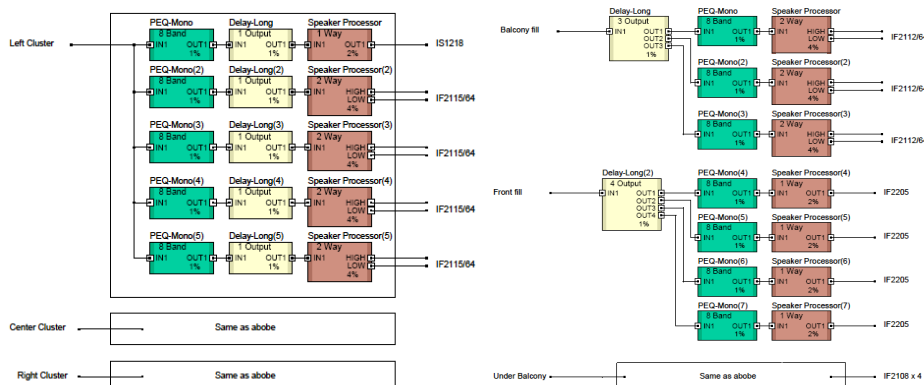 PEQ-Mono Delay-Long Speaker Processor
8 Band 1 Output 1 Way
Left Cluster IN1 OUT1 IN1 OUT1 IN1 OUT1 IS1218
1% 1% 2%
PEQ-Mono(2) Delay-Long(2) Speaker Processor(2)
8 Band 1 Output 2 Way
IN1 OUT1 IN1 OUT1 IN1 HIGH IF2115/64
1% 1% LOW
4%
PEQ-Mono(3) Delay-Long(3) Speaker Processor(3)
8 Band 1 Output 2 Way
IN1 OUT1 IN1 OUT1 IN1 HIGH IF2115/64
1% 1% LOW
4%
PEQ-Mono(4) Delay-Long(4) Speaker Processor(4)
8 Band 1 Output 2 Way
IN1 OUT1 IN1 OUT1 IN1 HIGH IF2115/64
1% 1% LOW
4%
PEQ-Mono(5) Delay-Long(5) Speaker Processor(5)
8 Band 1 Output 2 Way
IN1 OUT1 IN1 OUT1 IN1 HIGH IF2115/64
1% 1% LOW
4%
Center Cluster Same as abobe
Right Cluster Same as abobe
Delay-Long PEQ-Mono Speaker Processor
3 Output 8 Band 2 Way
Balcony fill IN1 OUT1 IN1 OUT1 IN1 HIGH IF2112/64
OUT2 1% LOW
OUT3 4%
1%
PEQ-Mono(2) Speaker Processor(2)
8 Band 2 Way
IN1 OUT1 IN1 HIGH IF2112/64
1% LOW
4%
PEQ-Mono(3) Speaker Processor(3)
8 Band 2 Way
IN1 OUT1 IN1 HIGH IF2112/64
1% LOW
4%
Delay-Long(2) PEQ-Mono(4) Speaker Processor(4)
4 Output 8 Band 1 Way
Front fill IN1 OUT1 IN1 OUT1 IN1 OUT1 IF2205
OUT2 1% 2%
OUT3
OUT4
1%
PEQ-Mono(5) Speaker Processor(5)
8 Band 1 Way
IN1 OUT1 IN1 OUT1 IF2205
1% 2%
PEQ-Mono(6) Speaker Processor(6)
8 Band 1 Way
IN1 OUT1 IN1 OUT1 IF2205
1% 2%
PEQ-Mono(7) Speaker Processor(7)
8 Band 1 Way
IN1 OUT1 IN1 OUT1 IF2205
1% 2%
Under Balcony Same as abobe IF2108 x 4